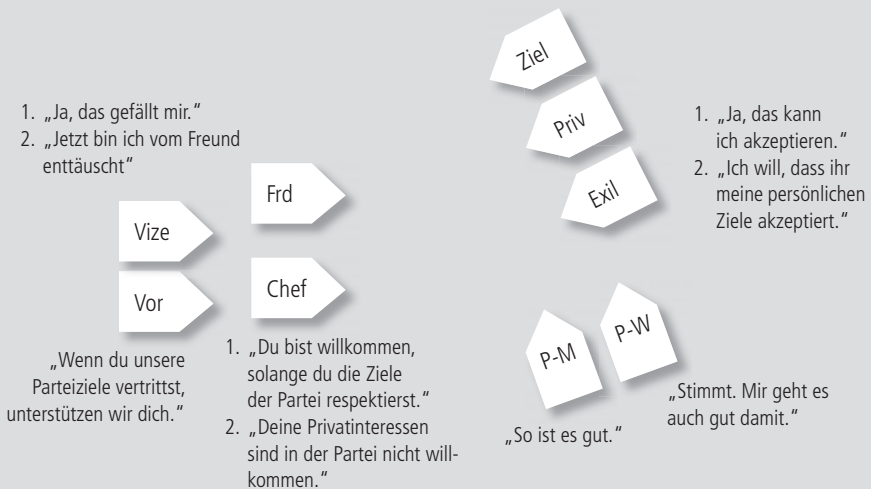 Ziel
Priv
Exil
1. „Ja, das gefällt mir.“
2. „Jetzt bin ich vom Freund
enttäuscht“
1. „Ja, das kann
ich akzeptieren.“
2. „Ich will, dass ihr
meine persönlichen
Ziele akzeptiert.“
Frd
Vize
Chef
Vor
„Wenn du unsere
Parteiziele vertrittst,
unterstützen wir dich.“
1. „Du bist willkommen,
solange du die Ziele
der Partei respektierst.“
2. „Deine Privatinteressen
sind in der Partei nicht will-
kommen.“
P-M
P-W
„So ist es gut.“
„Stimmt. Mir geht es
auch gut damit.“